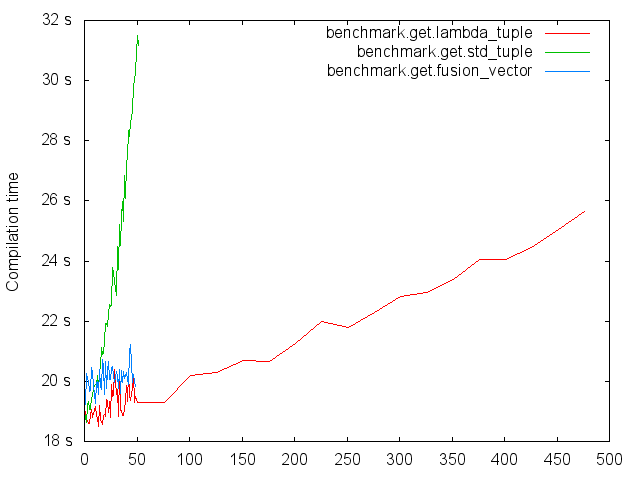 32 s
30 s
28 s
26 s
24 s
22 s
20 s
18 s
Compilation time
benchmark.get.lambda_tuple
benchmark.get.std_tuple
benchmark.get.fusion_vector
0 50 100 150 200 250 300 350 400 450 500